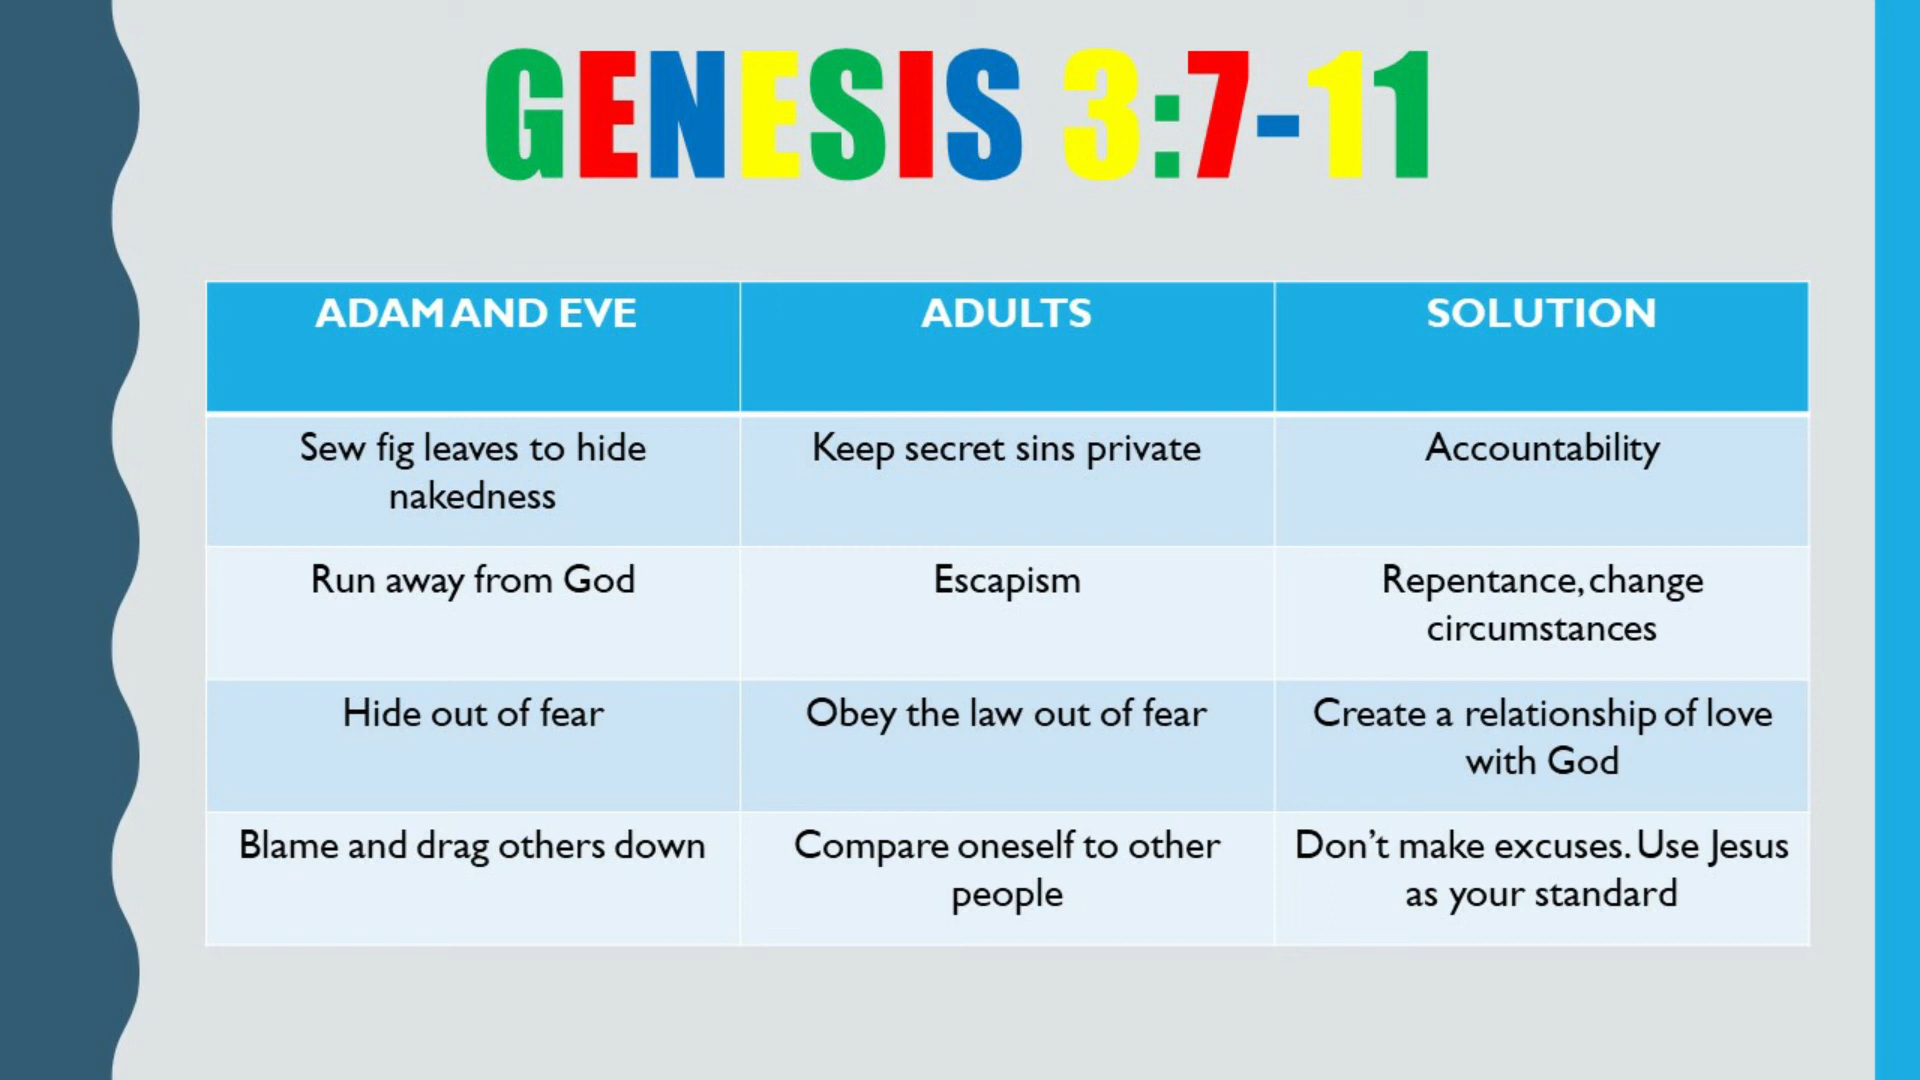 GENESIS 3:7-11
ADAM AND EVE
ADULTS
SOLUTION
Sew fig leaves to hide
nakedness
Keep secret sins private
Accountability
Run away from God
Escapism
Repentance, change
circumstances
Hide out of fear
Obey the law out of fear
Create a relationship of love
with God
Blame and drag others down
Compare oneself to other
people
Don't make excuses. Use Jesus
as your standard